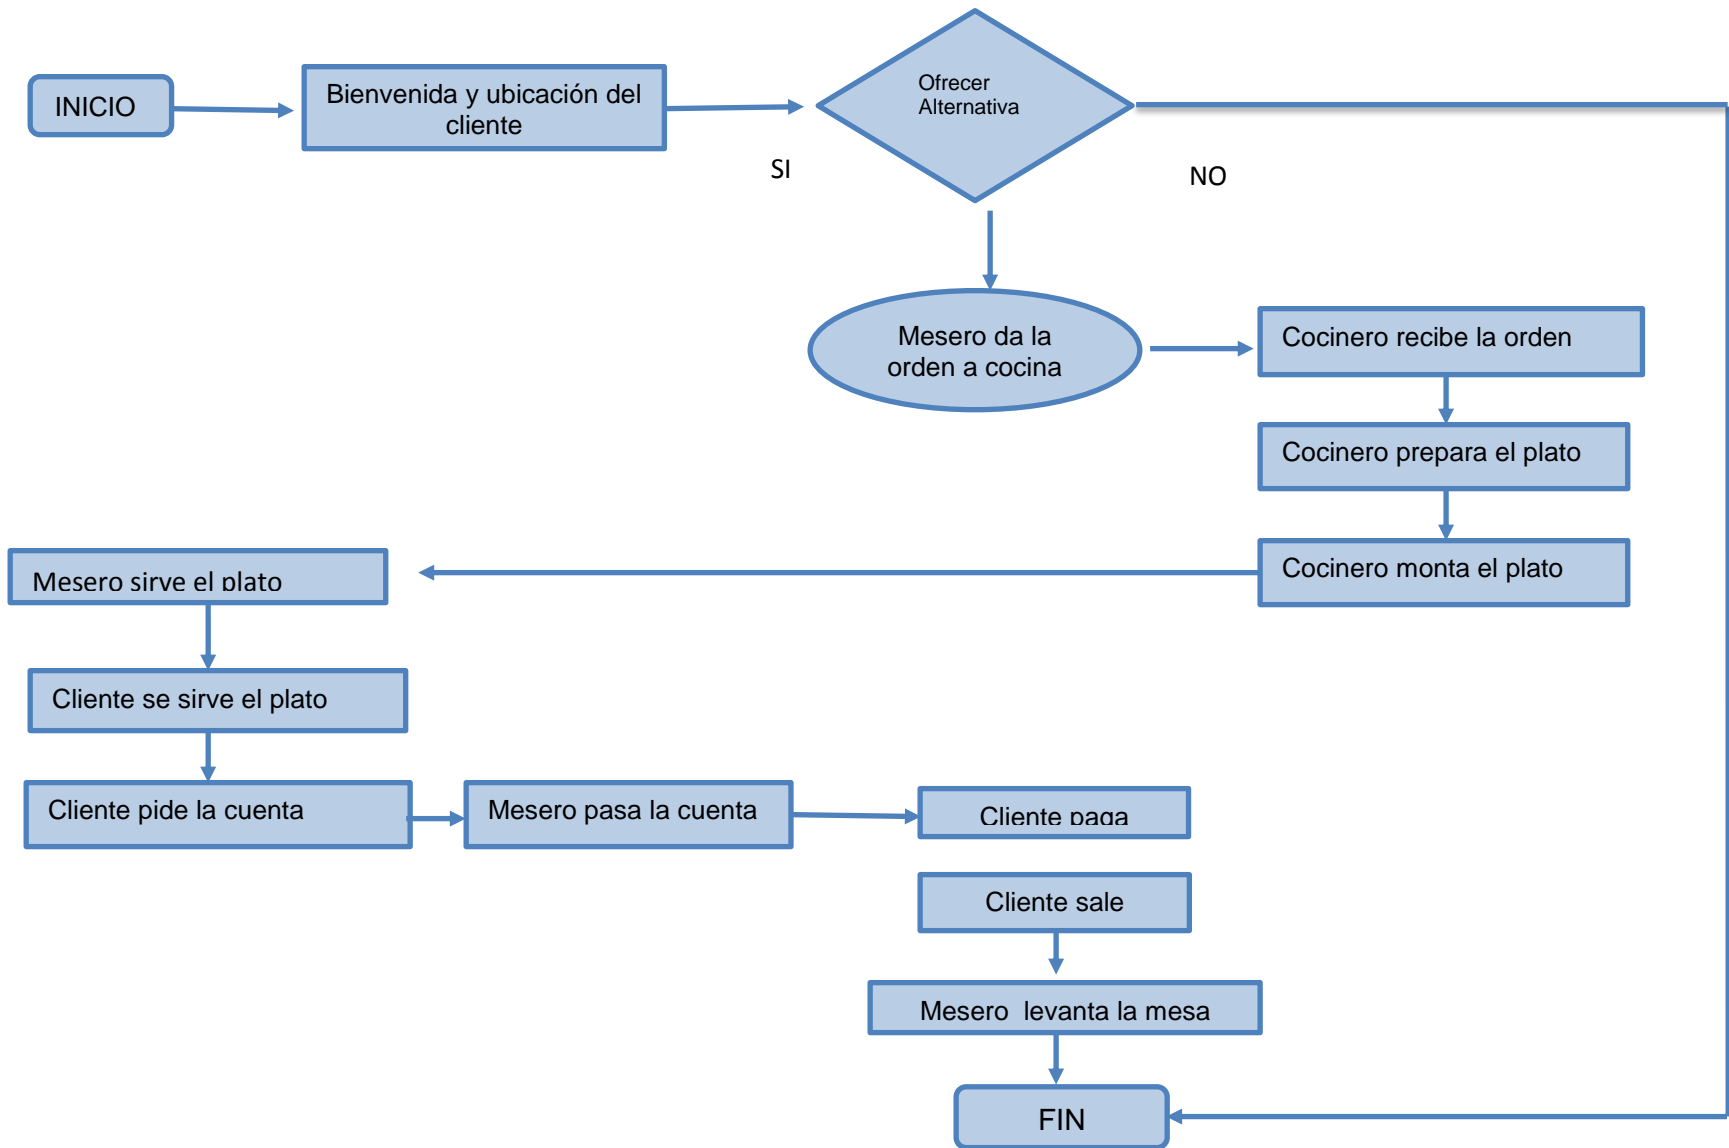 INICIO
Bienvenida y ubicación del
cliente
Ofrecer
Alternativa
SI
NO
Mesero da la
orden a cocina
Cocinero recibe la orden
Cocinero prepara el plato
Cocinero monta el plato
Mesero sirve el plato
Cliente se sirve el plato
Cliente pide la cuenta
Mesero pasa la cuenta
Cliente paga
Cliente sale
Mesero  levanta la mesa
FIN